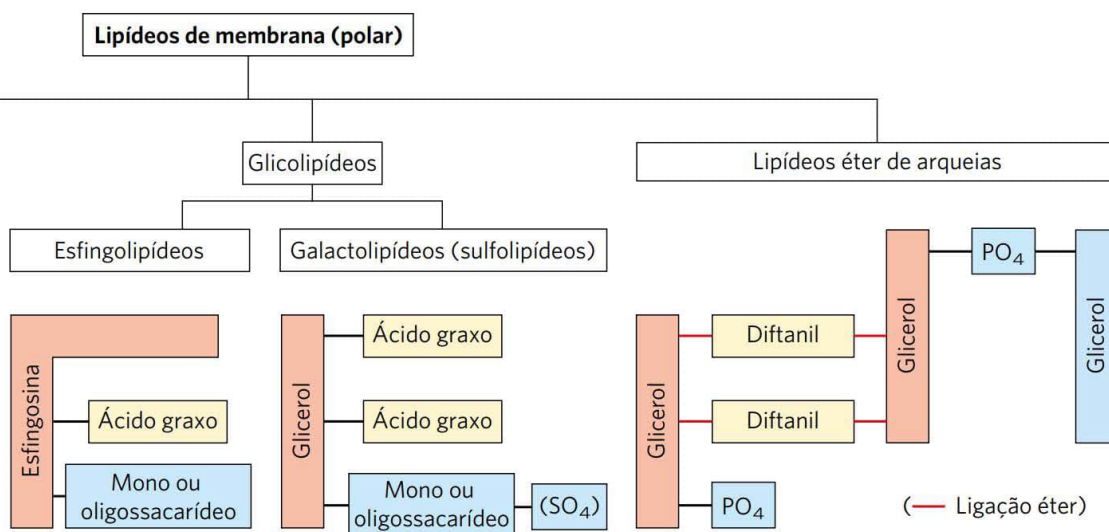 Lipídeos de membrana (polar)
Glicolipídeos
Lipídeos éter de arqueias
Esfingolipídeos
Galactolipídeos (sulfolipídeos)
Esfingosina
Ácido graxo
Mono ou
oligossacarídeo
Glicerol
Ácido graxo
Ácido graxo
Mono ou
oligossacarídeo
(SO4)
Glicerol
Diftanil
Diftanil
PO4
Glicerol
PO4
Glicerol
(— Ligação éter)